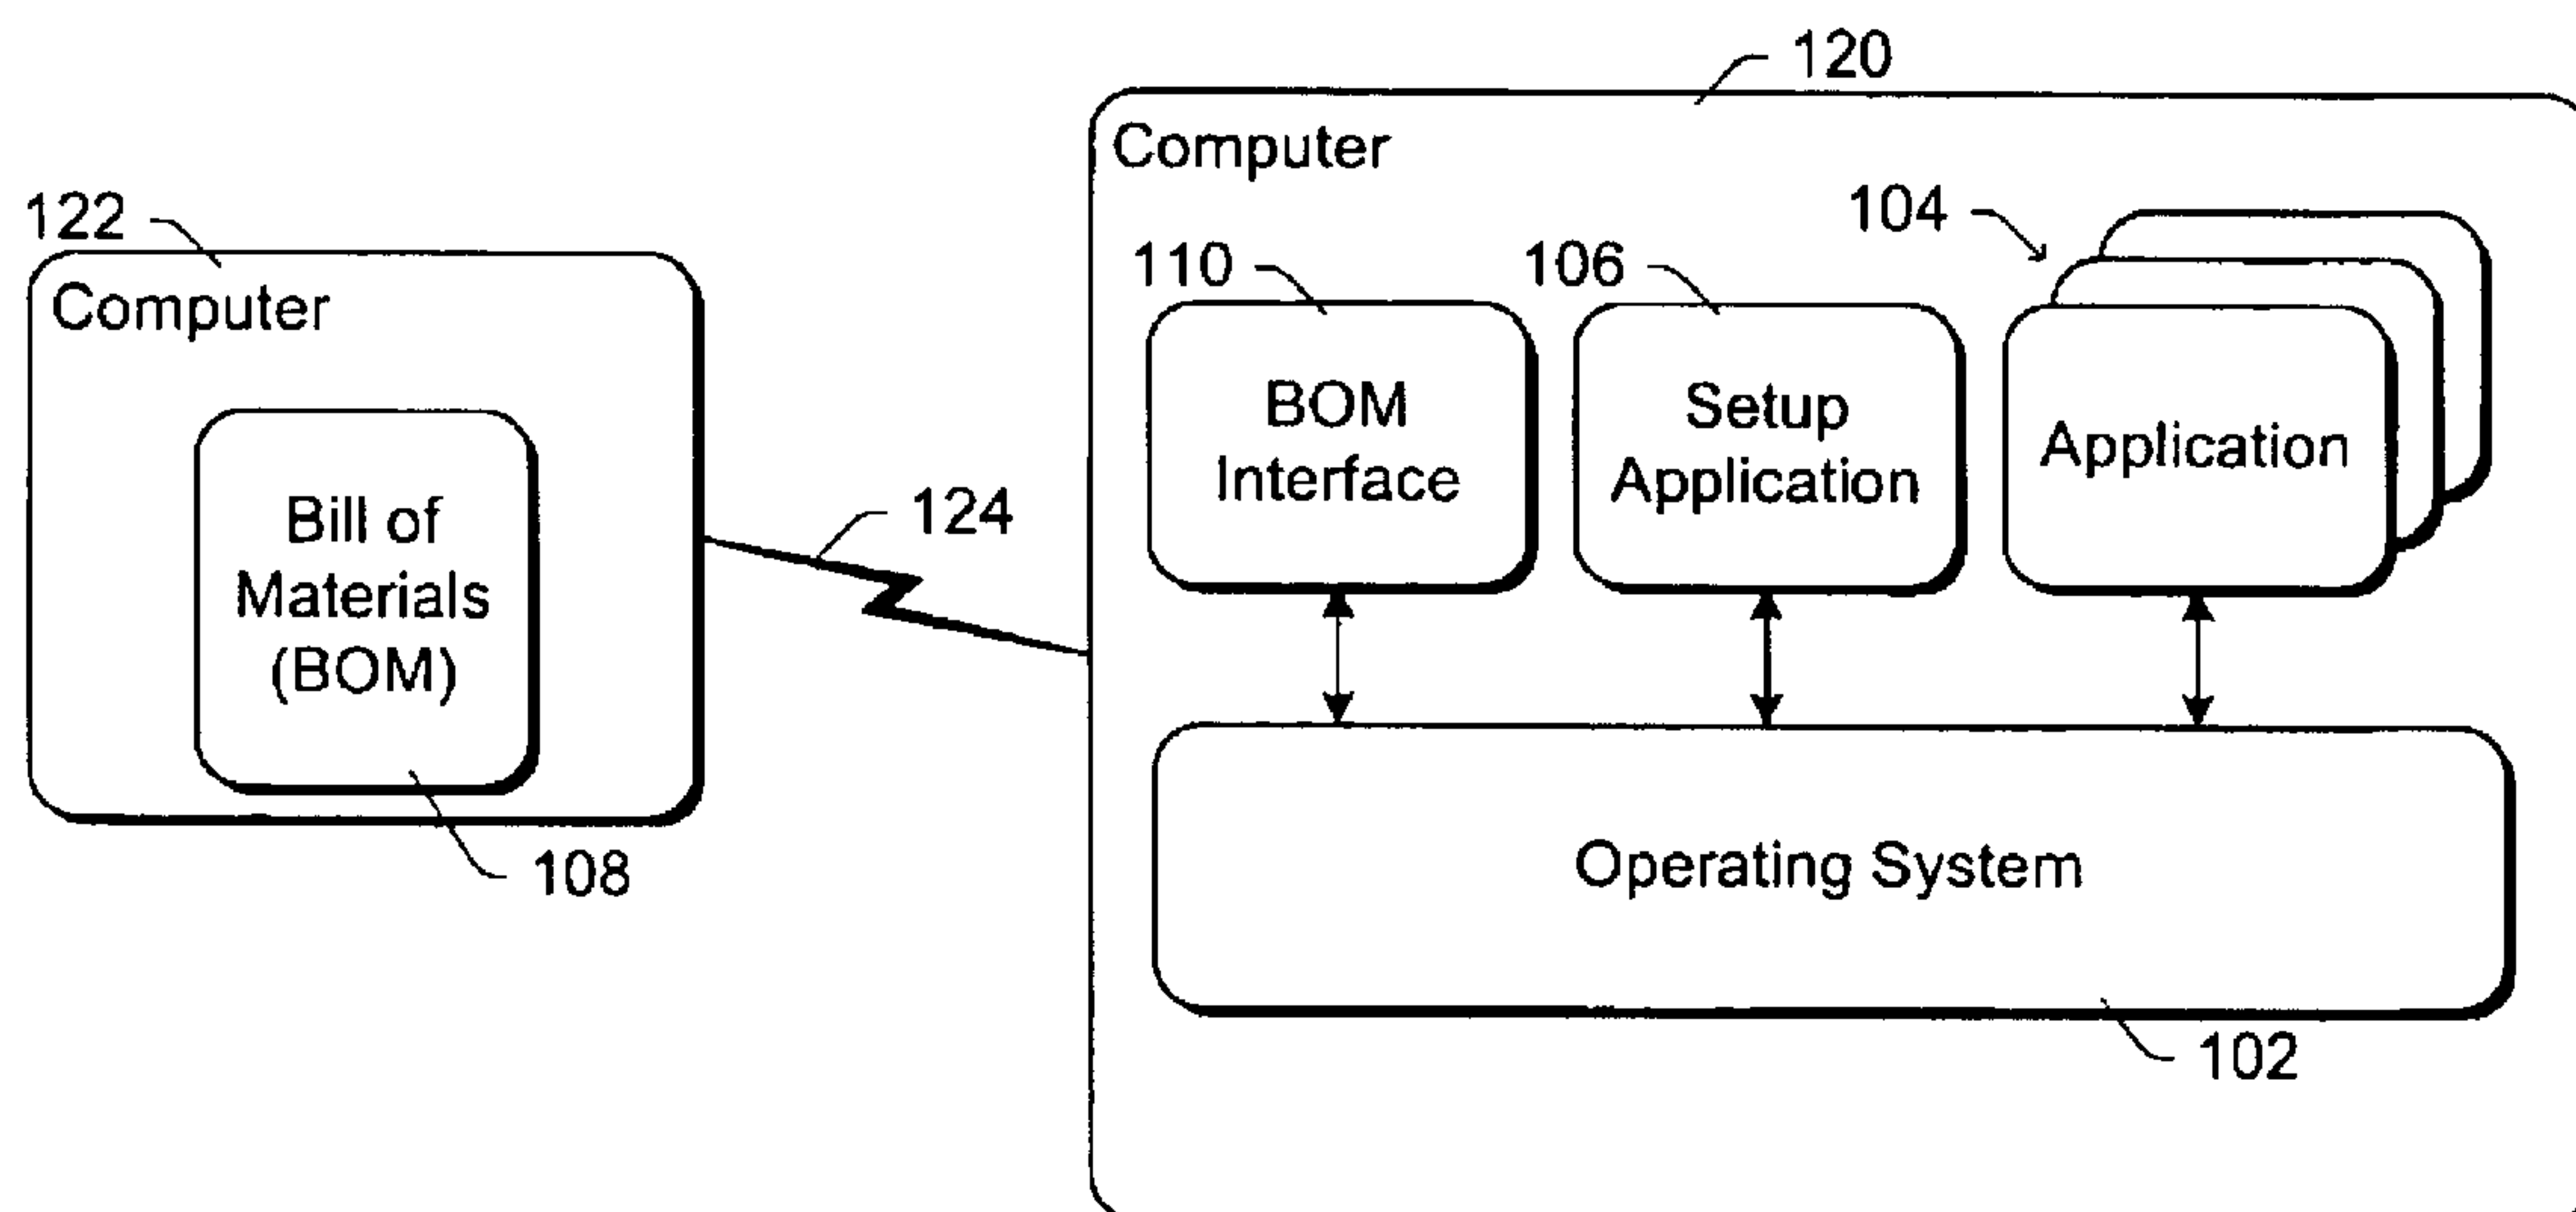 120
Computer
122
Computer
104
110
106
BOM
Interface
Setup
Application
Application
Bill of
Materials
(BOM)
124
108
Operating System
102